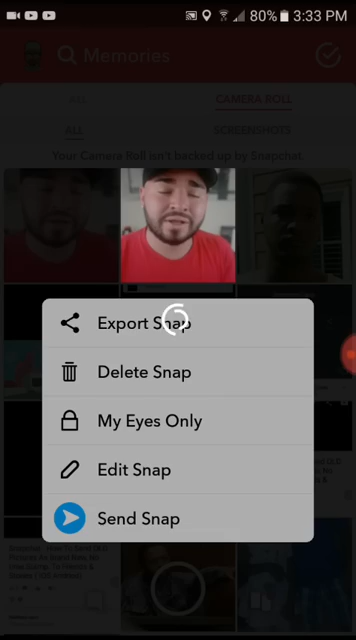 80% 3:33 PM
Memories
All CAMERA ROLL
ALL SCREENSHOTS
Your Camera Roll isn't backed up by Snapchat.
Export Snap
Delete Snap
My Eyes Only
Edit Snap
Send Snap